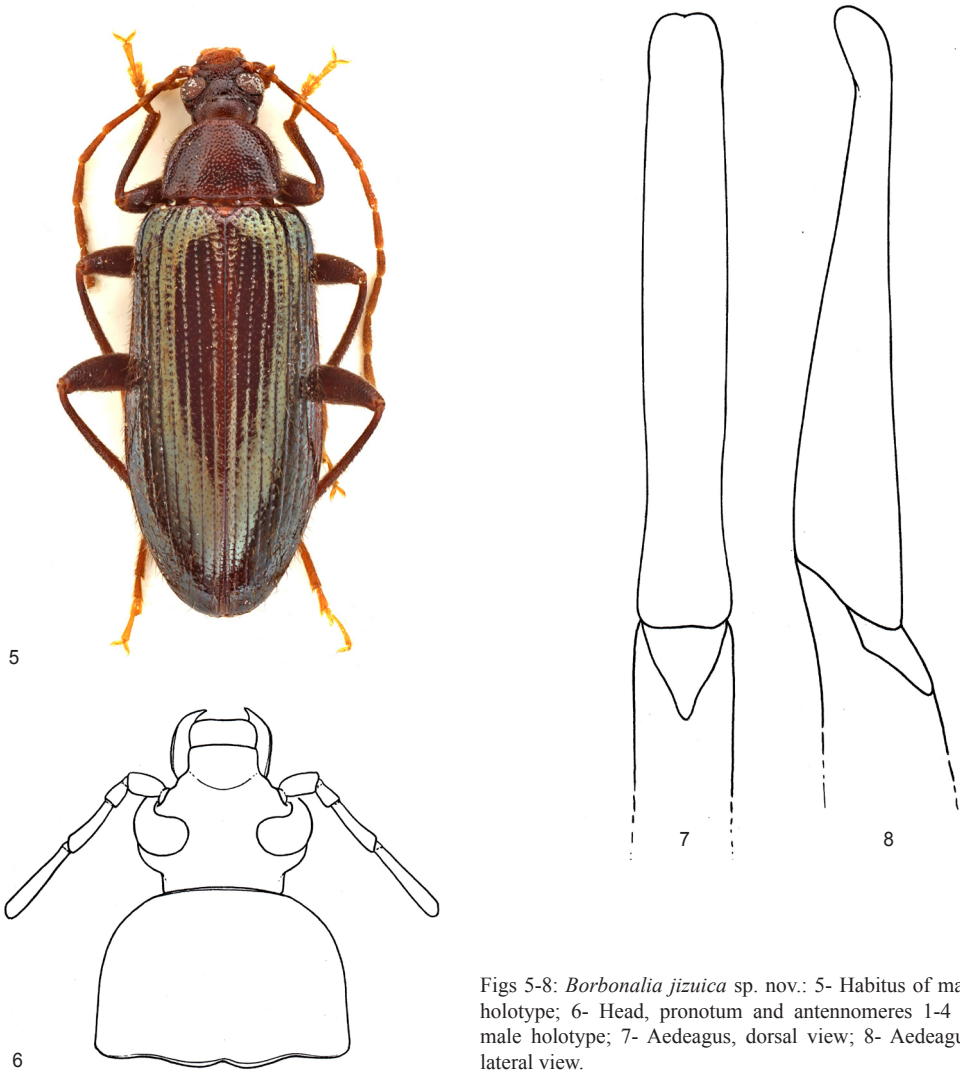 5
6
7
8
Figs 5-8: Borbonalia jizuica sp. nov.: 5- Habitus of ma
holotype; 6- Head, pronotum and antennomeres 1-4
male holotype; 7- Aedeagus, dorsal view; 8- Aedeagu
lateral view.